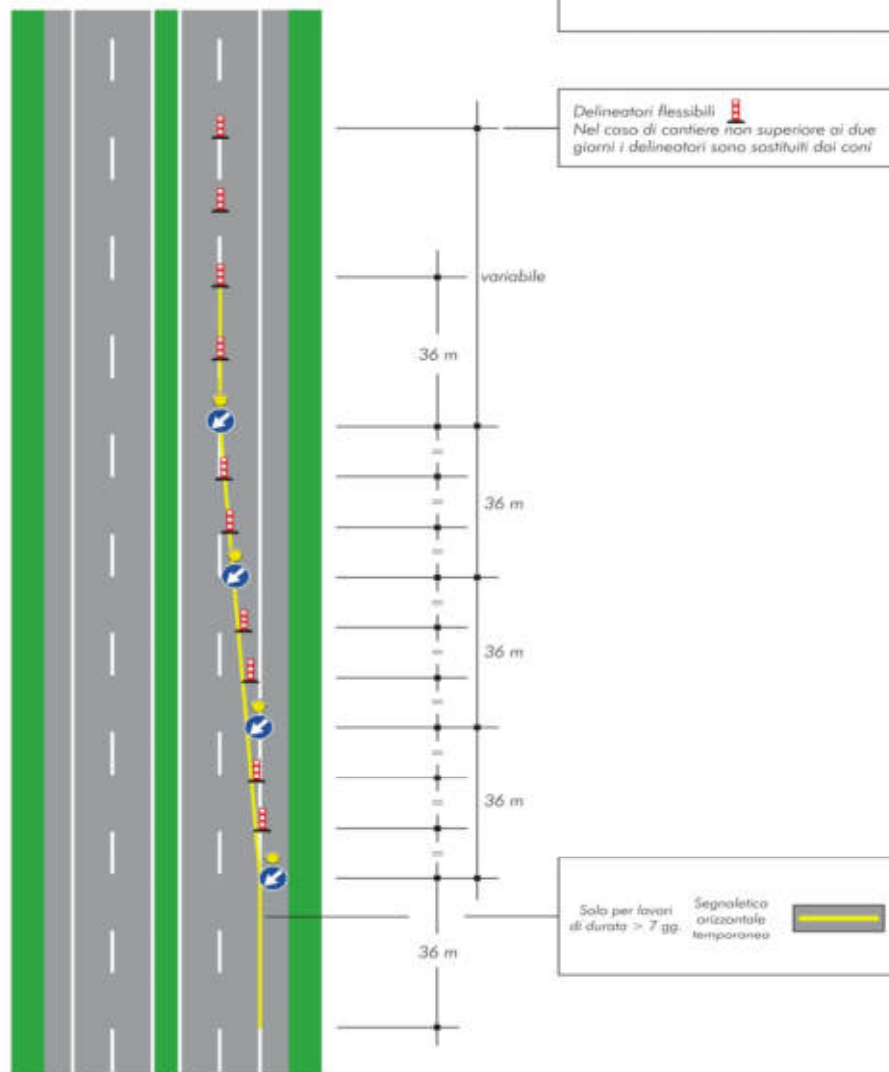 Delineatori flessibili
Nel caso di cantiere non superiore ai due
giorni i delineatori sono sostituiti dai coni
variabile
36 m
36 m
36 m
36 m
Solo per lavori
di durata > 7 gg.
Segnaletica
orizzontale
temporanea
36 m